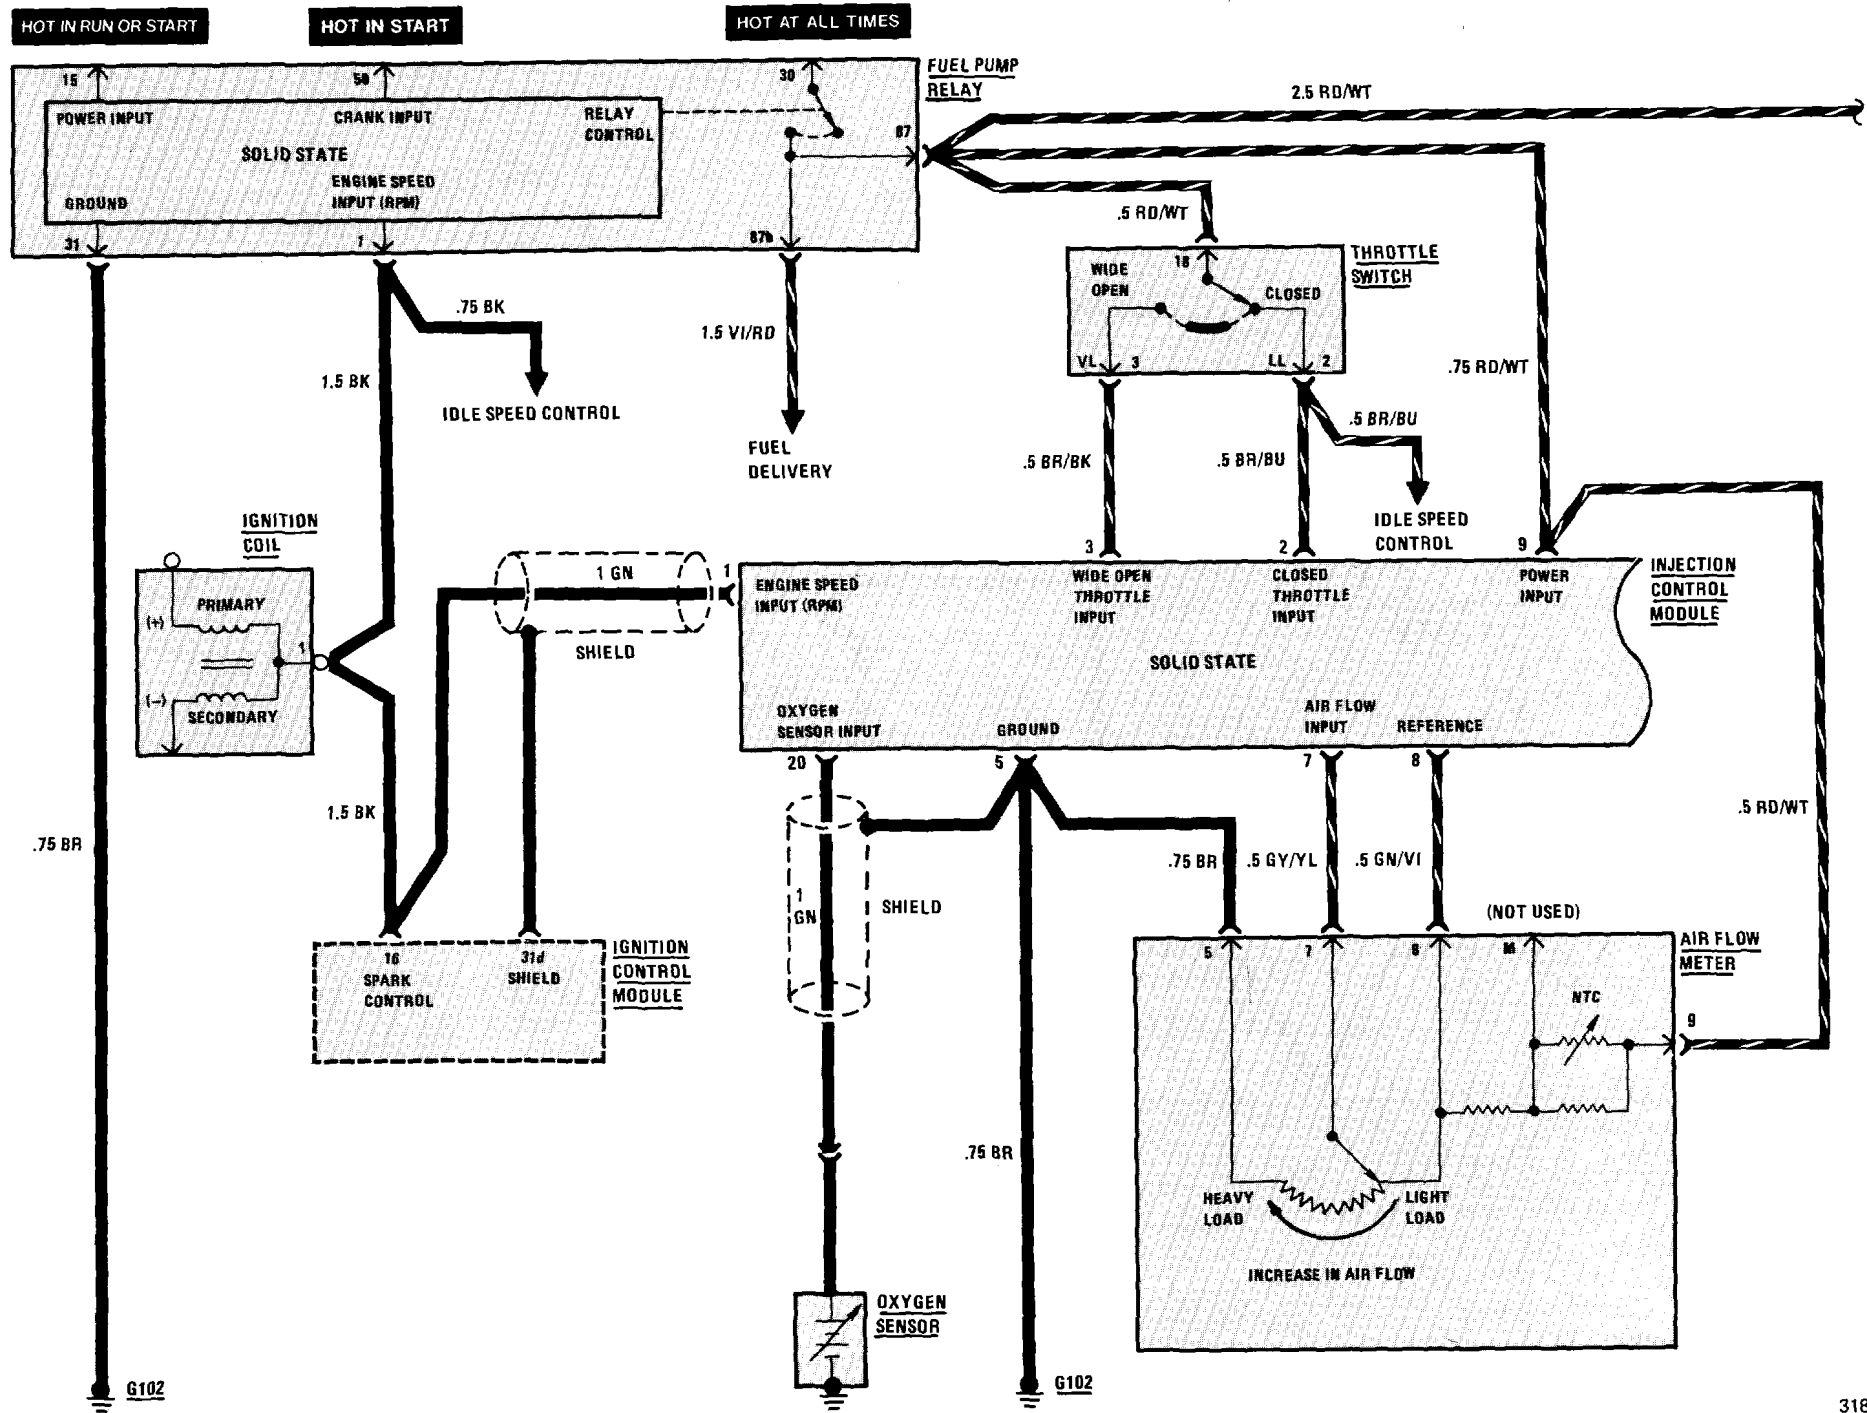 HOT IN RUN OR START
HOT IN START
HOT AT ALL TIMES
15
50
30
FUEL PUMP
RELAY
POWER INPUT
CRANK INPUT
RELAY
CONTROL
87
2.5 RD/WT
SOLID STATE
ENGINE SPEED
INPUT (RPM)
GROUND
31
1
87b
.5 RD/WT
THROTTLE
SWITCH
WIDE
OPEN
18
CLOSED
VL
3
LL
2
.75 BK
1.5 VI/RD
1.5 BK
IDLE SPEED CONTROL
FUEL
DELIVERY
.75 RD/WT
.5 BR/BK
.5 BR/BU
.5 BR/BU
IDLE SPEED
CONTROL
IGNITION
COIL
PRIMARY
(+)
1
(−)
SECONDARY
1 GN
SHIELD
1
3
2
9
ENGINE SPEED
INPUT (RPM)
WIDE OPEN
THROTTLE
INPUT
CLOSED
THROTTLE
INPUT
POWER
INPUT
INJECTION
CONTROL
MODULE
SOLID STATE
OXYGEN
SENSOR INPUT
GROUND
AIR FLOW
INPUT
REFERENCE
20
5
7
8
1.5 BK
.75 BR
.75 BR
.5 GY/YL
.5 GN/VI
.5 RD/WT
1
GN
SHIELD
(NOT USED)
16
SPARK
CONTROL
31d
SHIELD
IGNITION
CONTROL
MODULE
5
7
8
M
AIR FLOW
METER
NTC
9
.75 BR
HEAVY
LOAD
LIGHT
LOAD
INCREASE IN AIR FLOW
OXYGEN
SENSOR
G102
G102
318